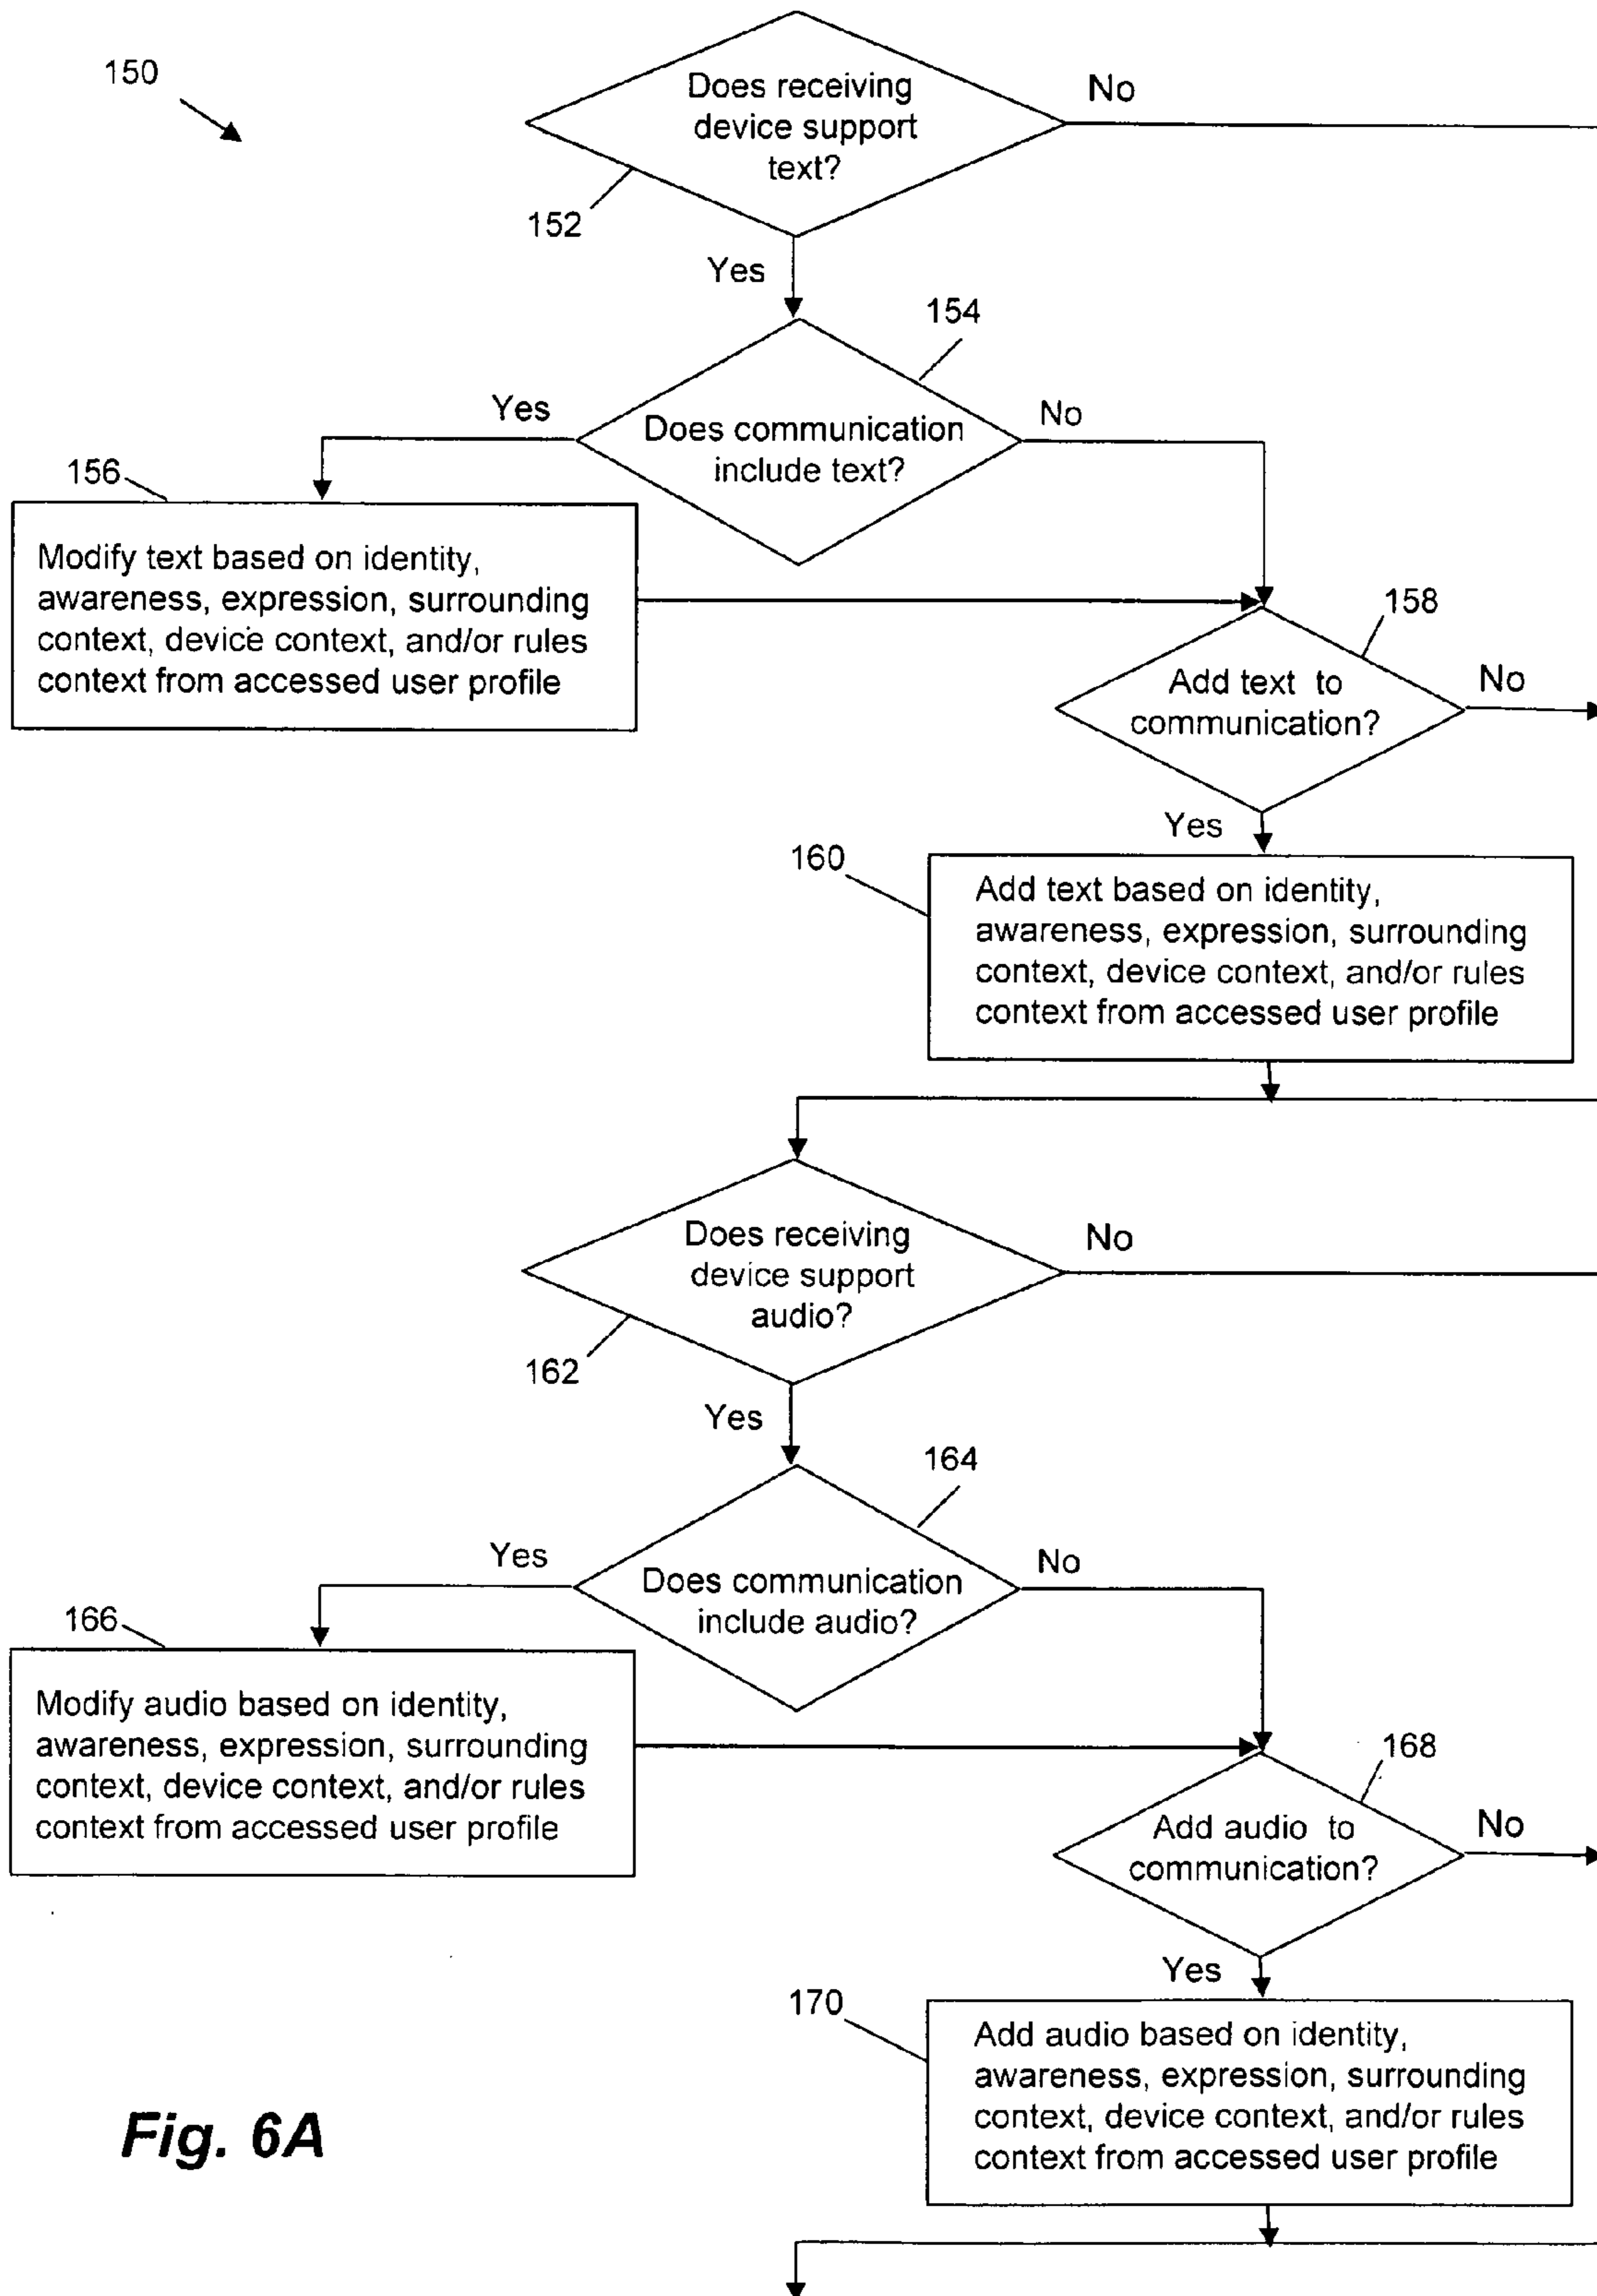 150
Does receiving
device support
text?
No
152
Yes
154
Yes
Does communication
include text?
No
156
Modify text based on identity,
awareness, expression, surrounding
context, device context, and/or rules
context from accessed user profile
158
Add text to
communication?
No
Yes
160
Add text based on identity,
awareness, expression, surrounding
context, device context, and/or rules
context from accessed user profile
Does receiving
device support
audio?
No
162
Yes
164
Yes
Does communication
include audio?
No
166
Modify audio based on identity,
awareness, expression, surrounding
context, device context, and/or rules
context from accessed user profile
168
Add audio to
communication?
No
Yes
170
Add audio based on identity,
awareness, expression, surrounding
context, device context, and/or rules
context from accessed user profile
Fig. 6A